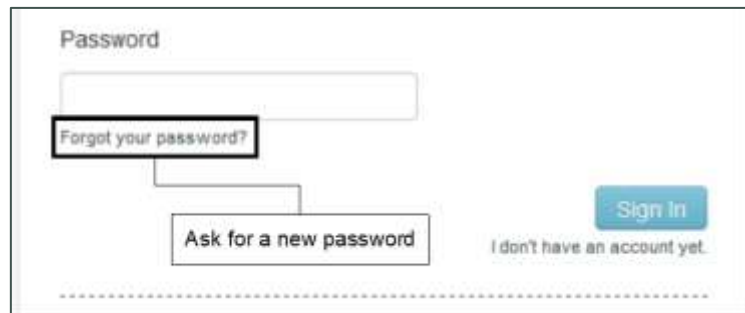 Password
Forgot your password?
Sign In
Ask for a new password
I don't have an account yet.